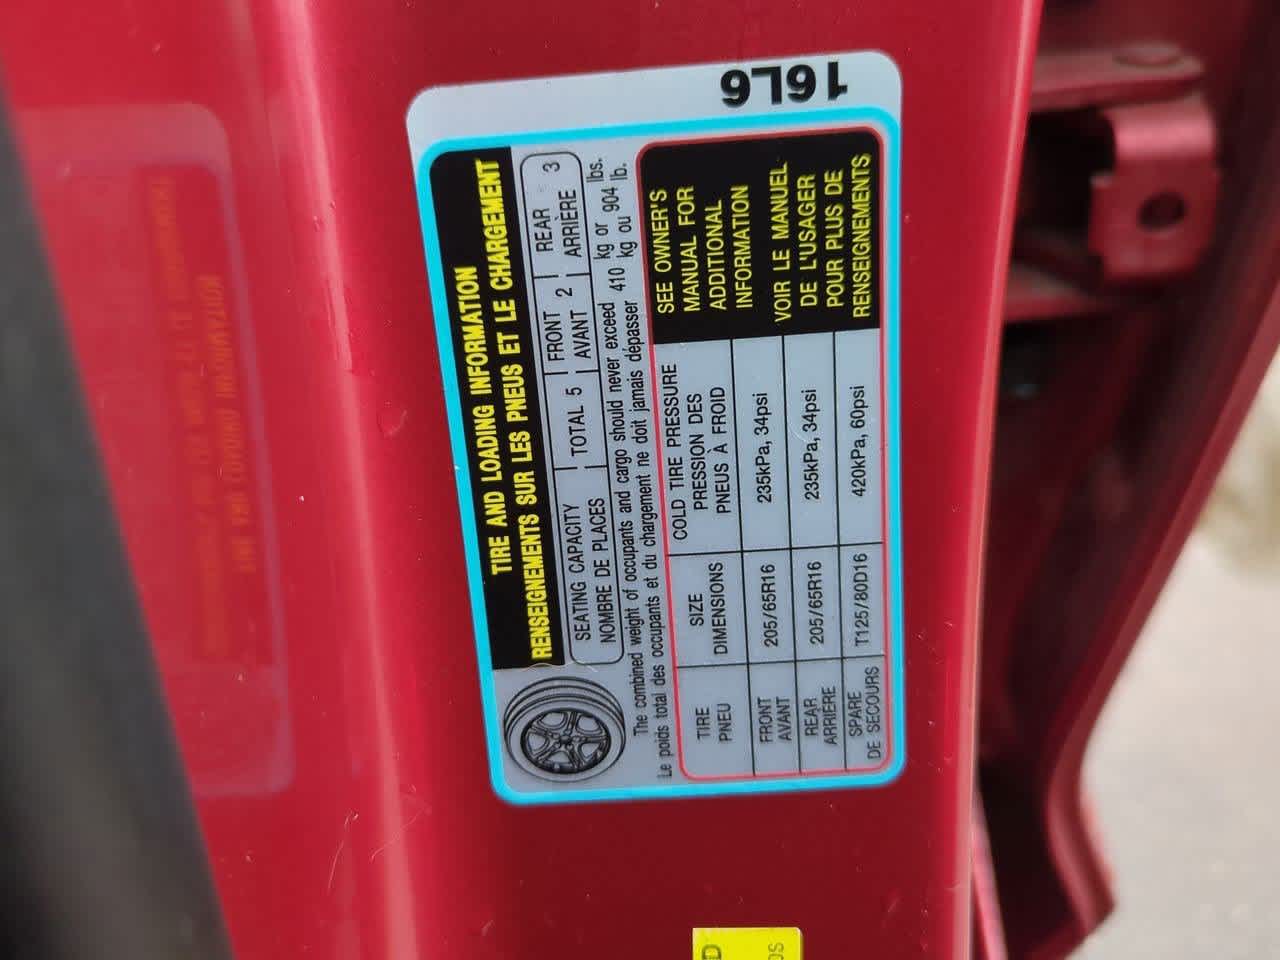 16L6
TIRE AND LOADING INFORMATION
RENSEIGNEMENTS SUR LES PNEUS ET LE CHARGEMENT
SEATING CAPACITY TOTAL 5 FRONT 2 REAR 3
NOMBRE DE PLACES AVANT ARRIÈRE
The combined weight of occupants and cargo should never exceed 410 kg or 904 lbs.
Le poids total des occupants et du chargement ne doit jamais dépasser kg ou lb.
TIRE SIZE COLD TIRE PRESSURE
PNEU DIMENSIONS PRESSION DES
PNEUS À FROID
FRONT 205/65R16 235kPa, 34psi
AVANT
REAR 205/65R16 235kPa, 34psi
ARRIÈRE
SPARE T125/80D16 420kPa, 60psi
DE SECOURS
SEE OWNER'S
MANUAL FOR
ADDITIONAL
INFORMATION
VOIR LE MANUEL
DE L'USAGER
POUR PLUS DE
RENSEIGNEMENTS